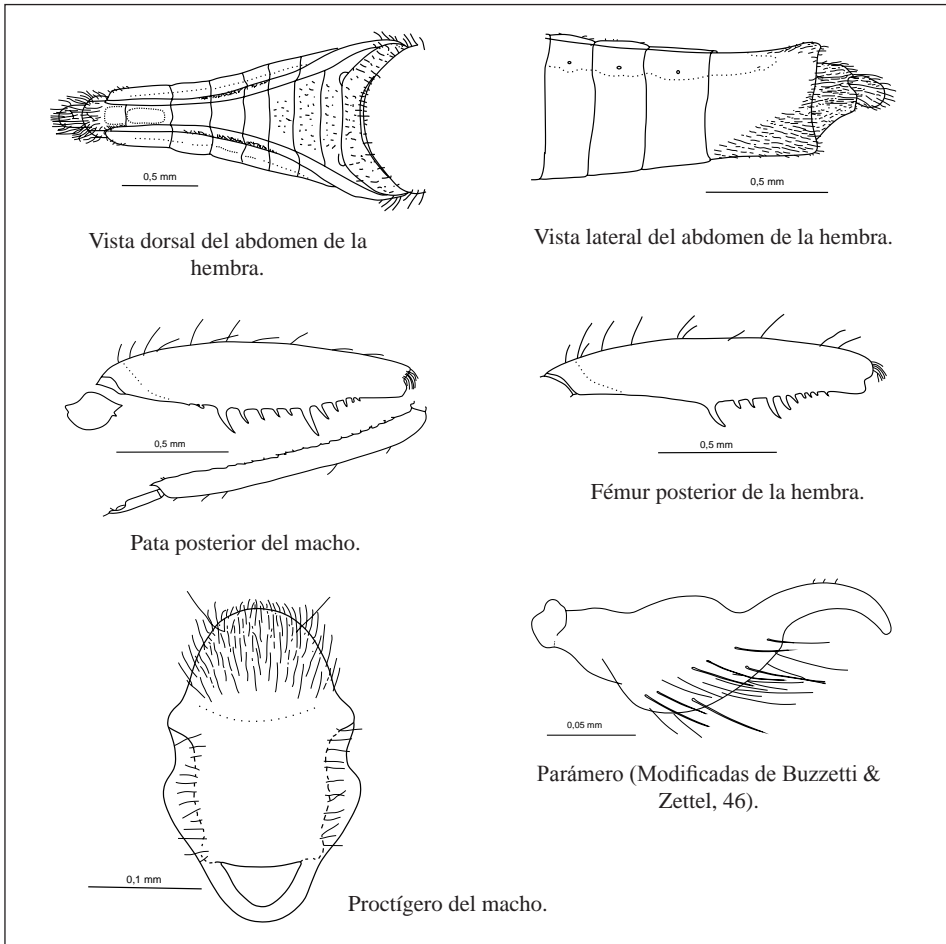 0,5 mm
Vista dorsal del abdomen de la
hembra.
0,5 mm
Vista lateral del abdomen de la hembra.
0,5 mm
Pata posterior del macho.
0,5 mm
Fémur posterior de la hembra.
0,1 mm
Proctígero del macho.
0,05 mm
Parámero (Modificadas de Buzzetti &
Zettel, 46).